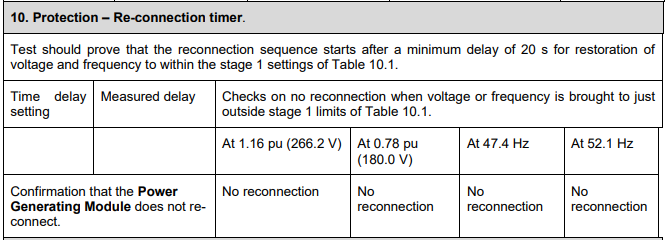 10. Protection – Re-connection timer.
Test should prove that the reconnection sequence starts after a minimum delay of 20 s for restoration of
voltage and frequency to within the stage 1 settings of Table 10.1.
Time delay
setting
Measured delay
Checks on no reconnection when voltage or frequency is brought to just
outside stage 1 limits of Table 10.1.
At 1.16 pu (266.2 V)
At 0.78 pu
(180.0 V)
At 47.4 Hz
At 52.1 Hz
Confirmation that the Power
Generating Module does not re-
connect.
No reconnection
No
reconnection
No
reconnection
No
reconnection